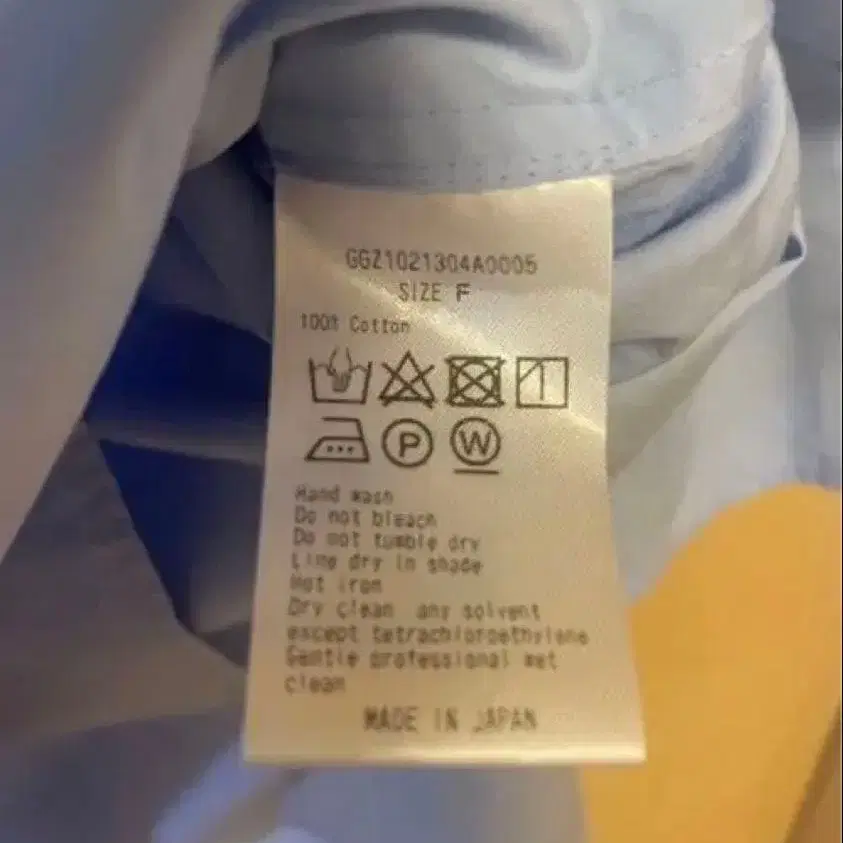 GGZ1021304A0005
SIZE F
100% Cotton
P W
Hand wash
Do not bleach
Do not tumble dry
Line dry in shade
Hot iron
Dry clean any solvent
except tetrachloroethylene
Gentle professional wet
clean
MADE IN JAPAN